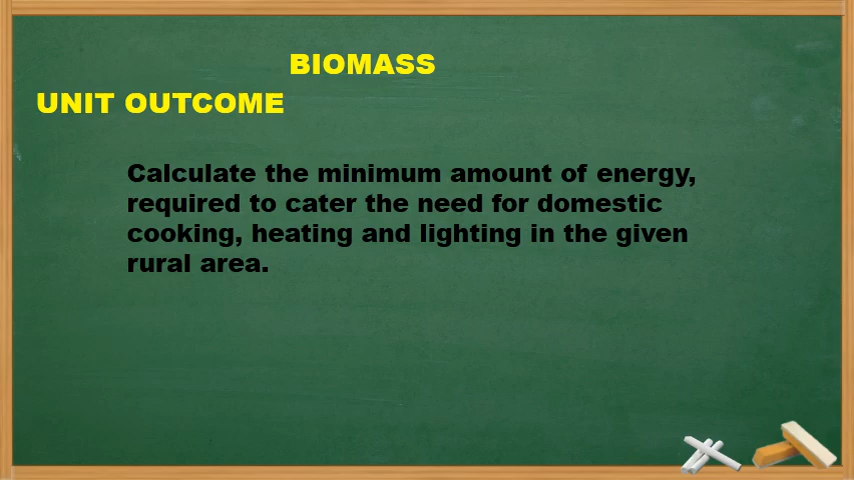 BIOMASS
UNIT OUTCOME
Calculate the minimum amount of energy,
required to cater the need for domestic
cooking, heating and lighting in the given
rural area.